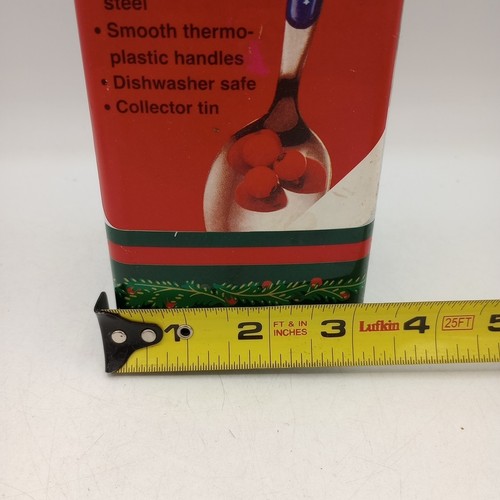 steel
• Smooth thermo-
plastic handles
• Dishwasher safe
• Collector tin
1 2 FT & IN
INCHES 3 Lufkin 4 25FT 5